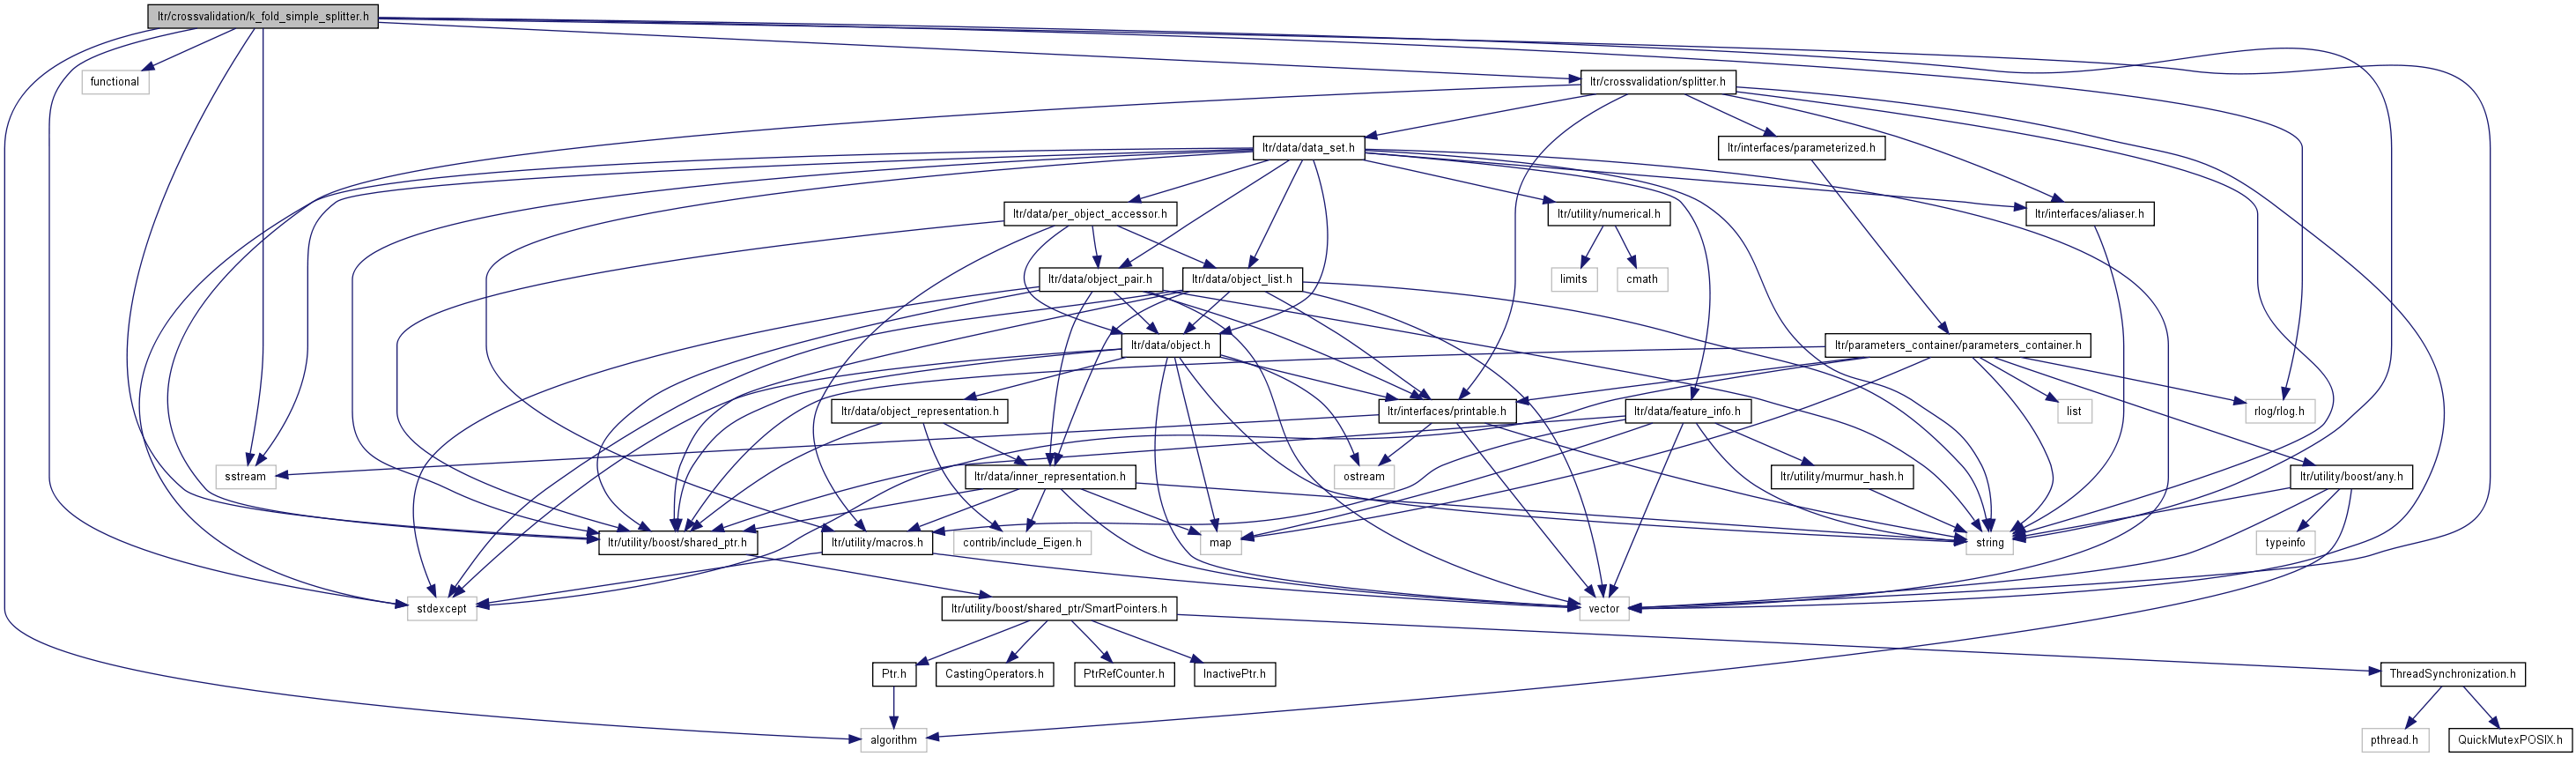 ltr/crossvalidation/k_fold_simple_splitter.h
functional
ltr/crossvalidation/splitter.h
ltr/data/data_set.h
ltr/interfaces/parameterized.h
ltr/data/per_object_accessor.h
ltr/utility/numerical.h
ltr/interfaces/aliaser.h
ltr/data/object_pair.h
ltr/data/object_list.h
limits
cmath
ltr/data/object.h
ltr/parameters_container/parameters_container.h
ltr/data/object_representation.h
ltr/interfaces/printable.h
ltr/data/feature_info.h
list
rlog/rlog.h
sstream
ltr/data/inner_representation.h
ostream
ltr/utility/murmur_hash.h
ltr/utility/boost/any.h
ltr/utility/boost/shared_ptr.h
ltr/utility/macros.h
contrib/include_Eigen.h
map
string
typeinfo
stdexcept
ltr/utility/boost/shared_ptr/SmartPointers.h
vector
Ptr.h
CastingOperators.h
PtrRefCounter.h
InactivePtr.h
ThreadSynchronization.h
algorithm
pthread.h
QuickMutexPOSIX.h